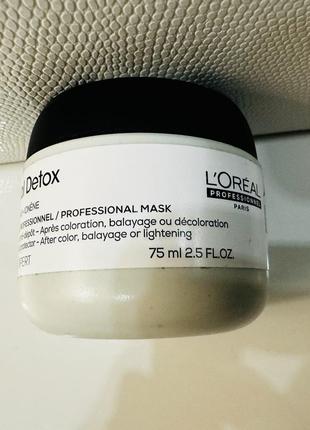 Detox
L'ORÉAL
PROFESSIONNEL
PARIS
PROFESSIONNEL / PROFESSIONAL MASK
- Après coloration, balayage ou décoloration
- After color, balayage or lightening
75 ml 2.5 FL.OZ.